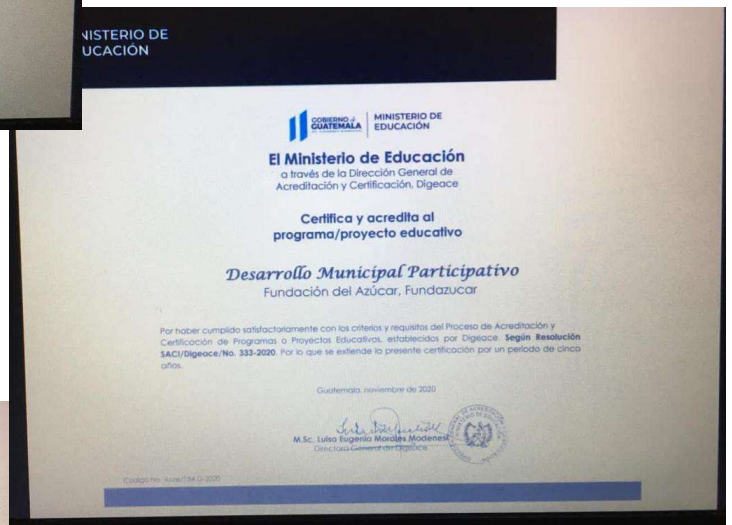 NISTERIO DE
UCACIÓN
GOBIERNO de
GUATEMALA
MINISTERIO DE
EDUCACIÓN
El Ministerio de Educación
a través de la Dirección General de
Acreditación y Certificación, Digeace
Certifica y acredita al
programa/proyecto educativo
Desarrollo Municipal Participativo
Fundación del Azúcar, Fundazucar
Por haber cumplido satisfactoriamente con los criterios y requisitos del Proceso de Acreditación y
Certificación de Programas o Proyectos Educativos, establecidos por Digeace. Según Resolución
SACI/Digeace/No. 333-2020. Por lo que se extiende la presente certificación por un periodo de cinco
años.
Guatemala, noviembre de 2020
M.Sc. Luisa Eugenia Morales Modenesi
Directora General de Digeace
Código No.